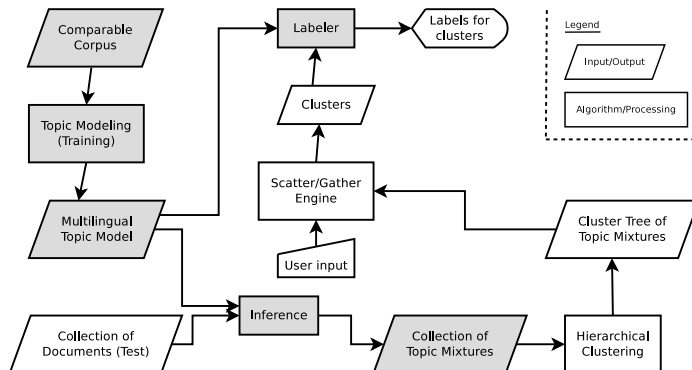 Comparable
Corpus
Labeler
Labels for
clusters
Legend
Input/Output
Algorithm/Processing
Clusters
Topic Modeling
(Training)
Scatter/Gather
Engine
Multilingual
Topic Model
Cluster Tree of
Topic Mixtures
User input
Inference
Collection of
Documents (Test)
Collection of
Topic Mixtures
Hierarchical
Clustering